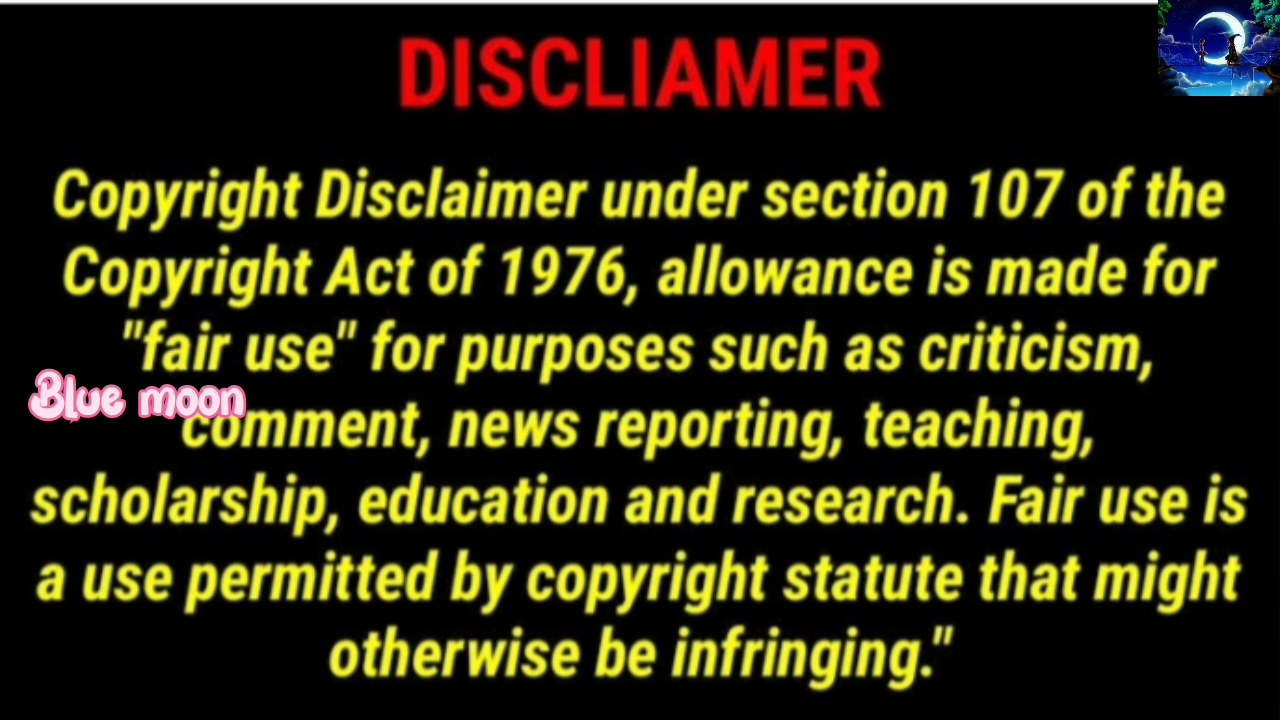 DISCLIAMER
Copyright Disclaimer under section 107 of the
Copyright Act of 1976, allowance is made for
"fair use" for purposes such as criticism,
Blue moon
comment, news reporting, teaching,
scholarship, education and research. Fair use is
a use permitted by copyright statute that might
otherwise be infringing."